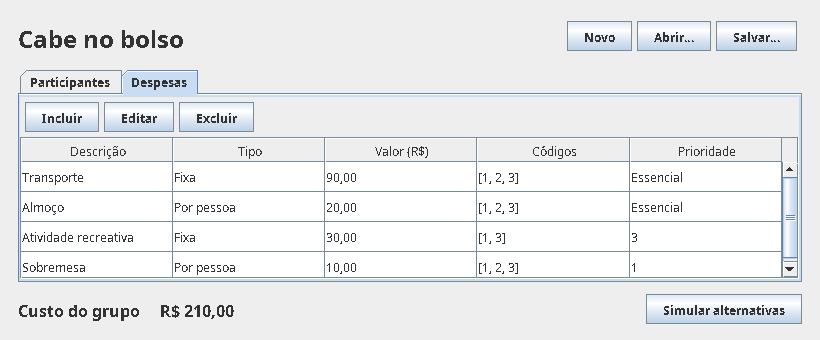 Cabe no bolso
Novo Abrir... Salvar...
Participantes Despesas
Incluir Editar Excluir
Descrição Tipo Valor (R$) Códigos Prioridade
Transporte Fixa 90,00 [1, 2, 3] Essencial
Almoço Por pessoa 20,00 [1, 2, 3] Essencial
Atividade recreativa Fixa 30,00 [1, 3] 3
Sobremesa Por pessoa 10,00 [1, 2, 3] 1
Custo do grupo R$ 210,00 Simular alternativas